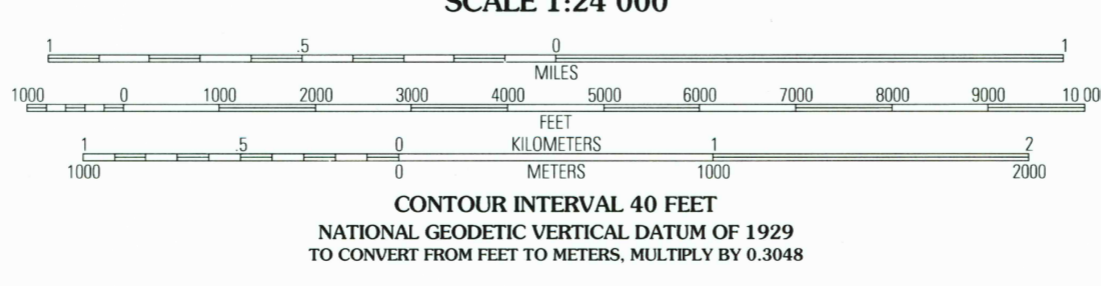 SCALE 1:24 000
1 .5 0 1
MILES
1000 0 1000 2000 3000 4000 5000 6000 7000 8000 9000 10 00
FEET
1 .5 0 KILOMETERS 1 2
1000 0 METERS 1000 2000
CONTOUR INTERVAL 40 FEET
NATIONAL GEODETIC VERTICAL DATUM OF 1929
TO CONVERT FROM FEET TO METERS, MULTIPLY BY 0.3048